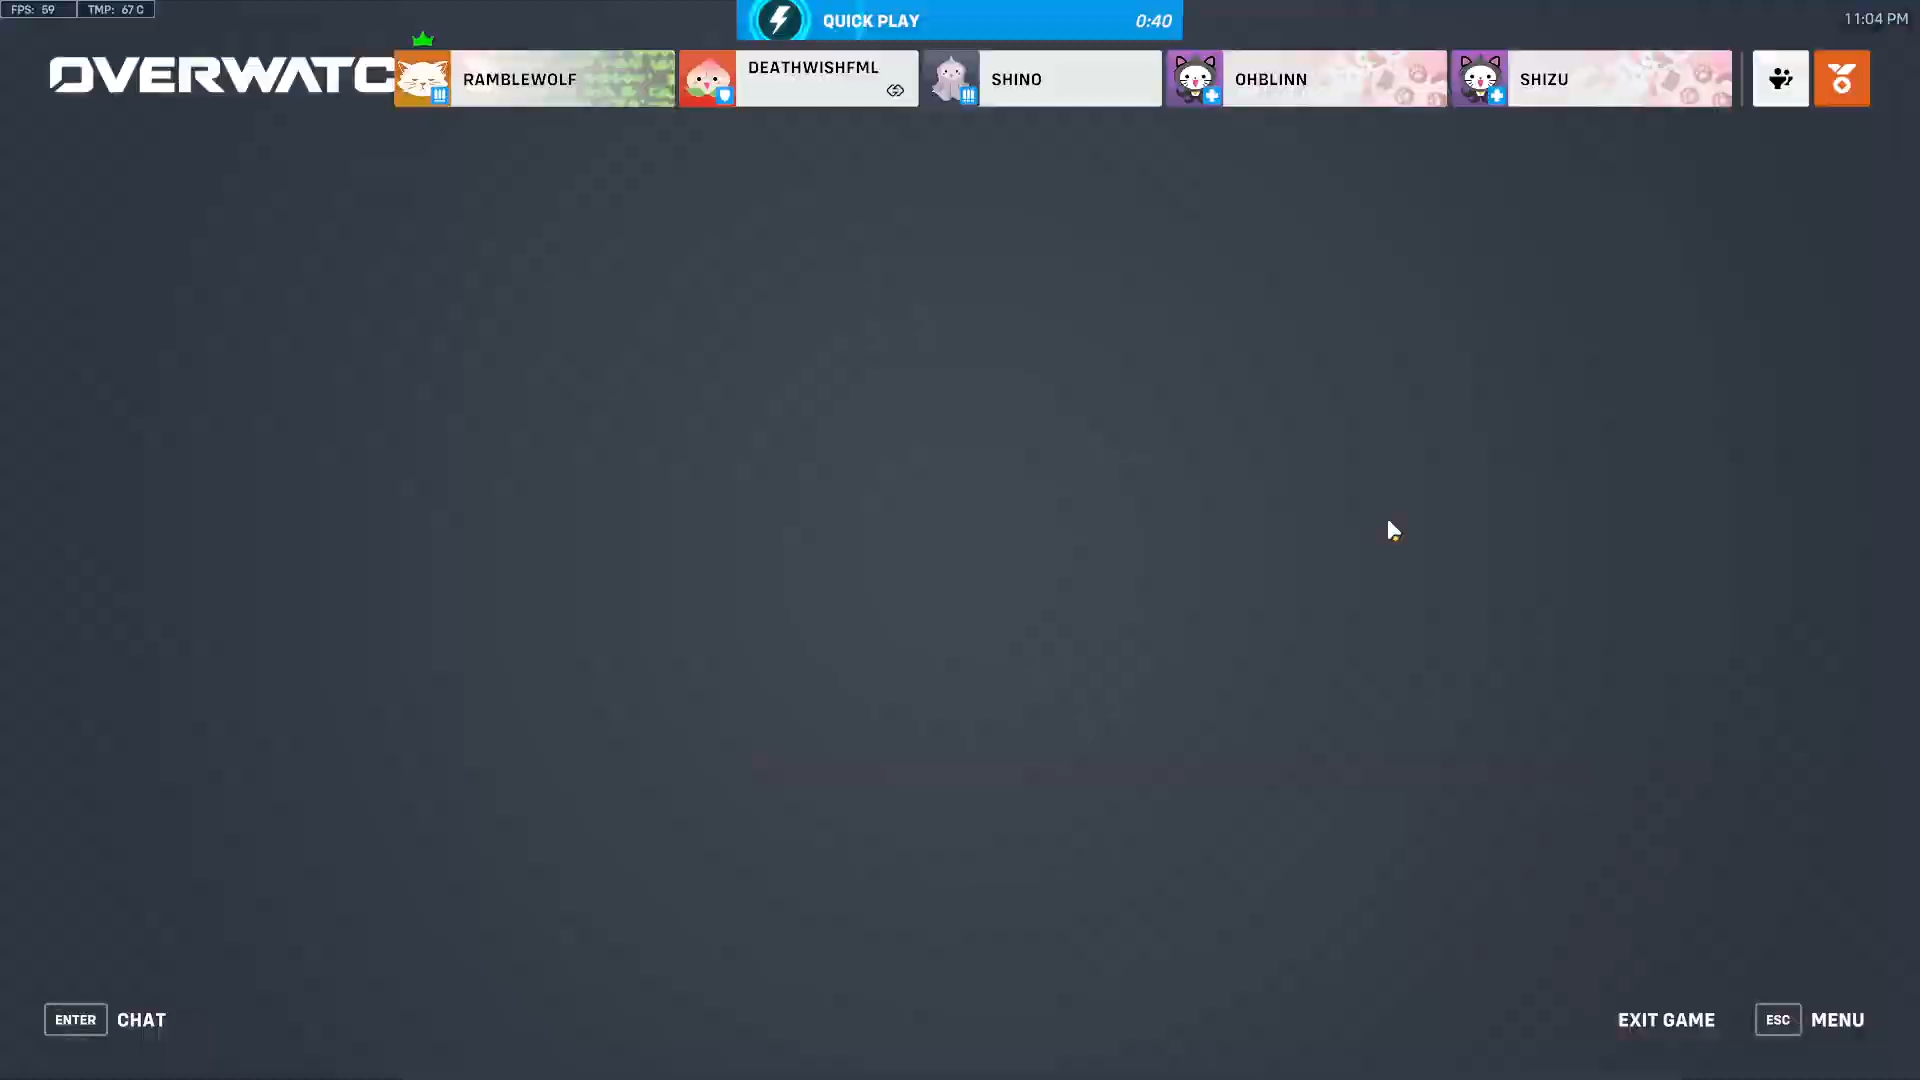 FPS: 59
TMP: 67 C
QUICK PLAY
0:40
11:04 PM
OVERWATC
RAMBLEWOLF
DEATHWISHFML
SHINO
OHBLINN
SHIZU
ENTER CHAT
EXIT GAME
ESC MENU